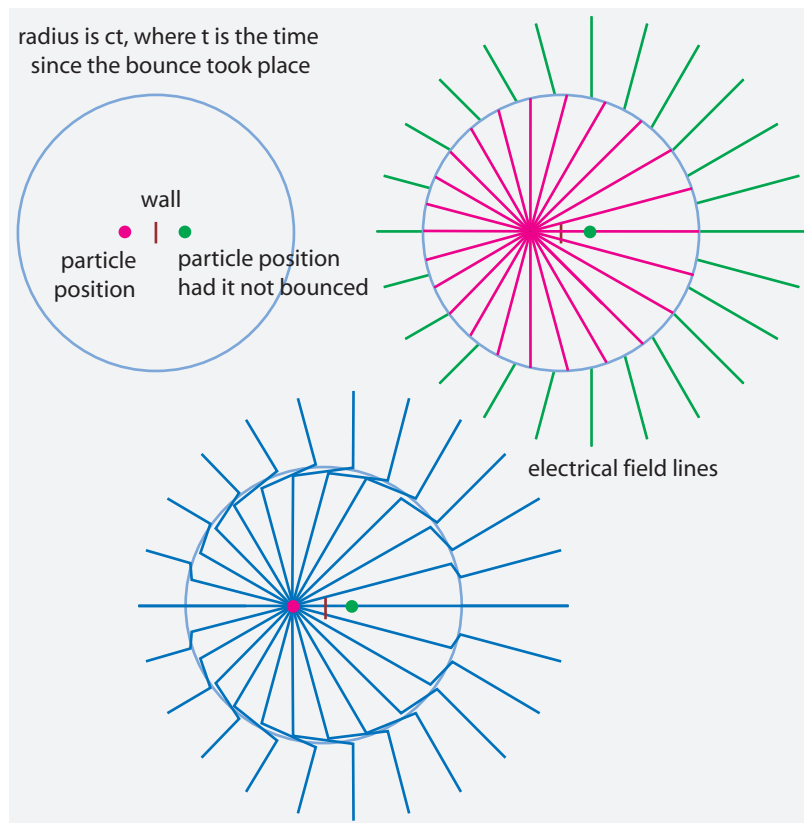 radius is ct, where t is the time
since the bounce took place
wall
particle
position
particle position
had it not bounced
electrical field lines